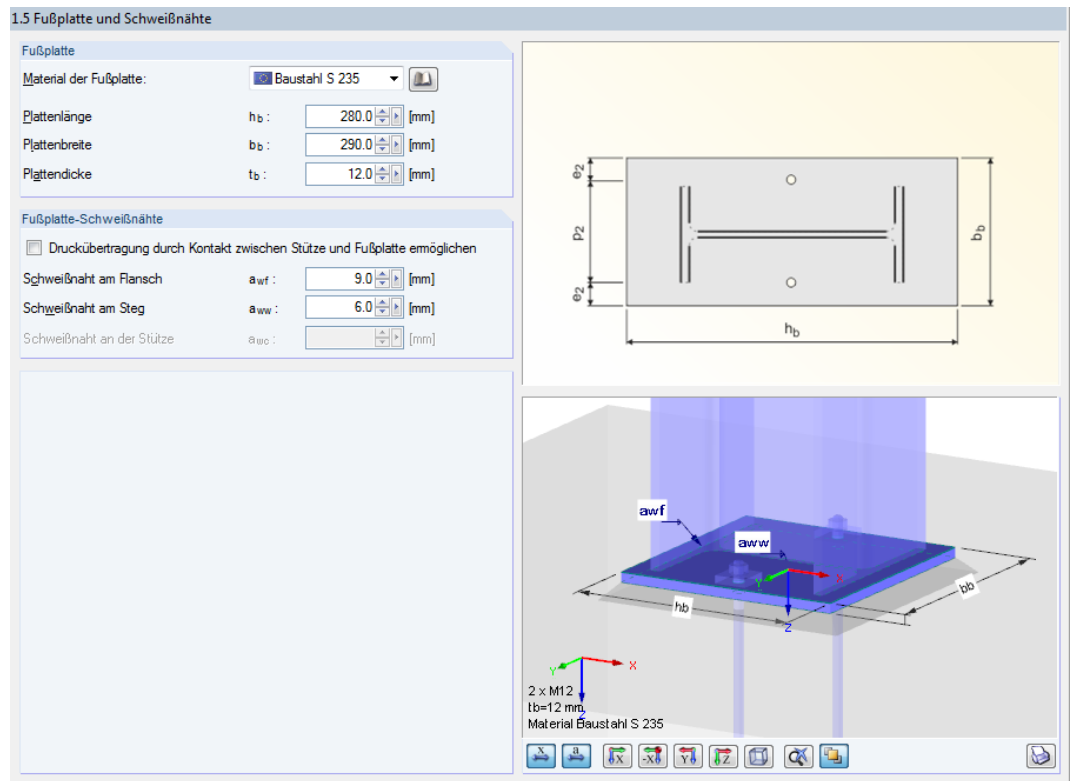 1.5 Fußplatte und Schweißnähte
Fußplatte
Material der Fußplatte: Baustahl S 235
Plattenlänge hb : 280.0 [mm]
Plattenbreite bb : 290.0 [mm]
Plattendicke tb : 12.0 [mm]
Fußplatte-Schweißnähte
Druckübertragung durch Kontakt zwischen Stütze und Fußplatte ermöglichen
Schweißnaht am Flansch awf : 9.0 [mm]
Schweißnaht am Steg aww : 6.0 [mm]
Schweißnaht an der Stütze awc : [mm]
e2
p2
e2
bb
hb
awf
aww
Y
X
Z
hb
bb
Y
X
Z
2 x M12
tb=12 mm
Material Baustahl S 235
x
a
X
-X
Y
Z